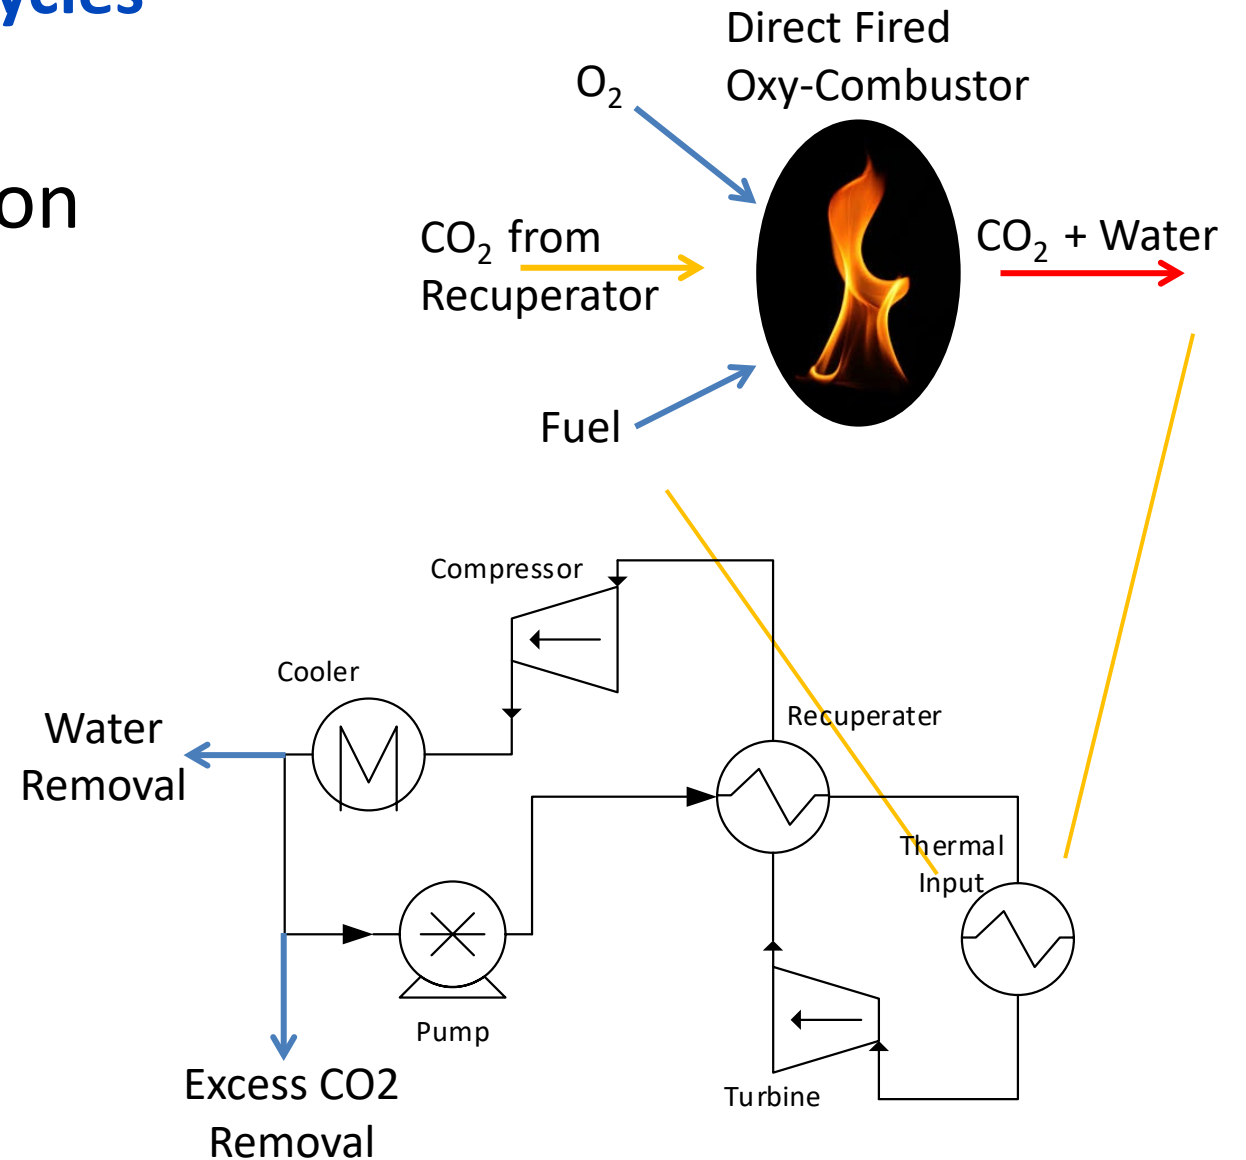 ycles
on
Direct Fired
Oxy-Combustor
O₂
CO₂ from
Recuperator
CO₂ + Water
Fuel
Compressor
Cooler
Water
Removal
Recuperater
Thermal
Input
Pump
Turbine
Excess CO2
Removal